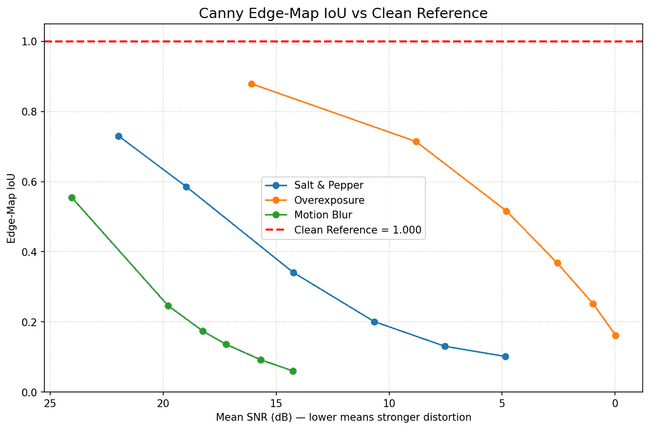 Canny Edge-Map IoU vs Clean Reference
Edge-Map IoU
1.0
0.8
0.6
0.4
0.2
0.0
Salt & Pepper
Overexposure
Motion Blur
Clean Reference = 1.000
25 20 15 10 5 0
Mean SNR (dB) — lower means stronger distortion